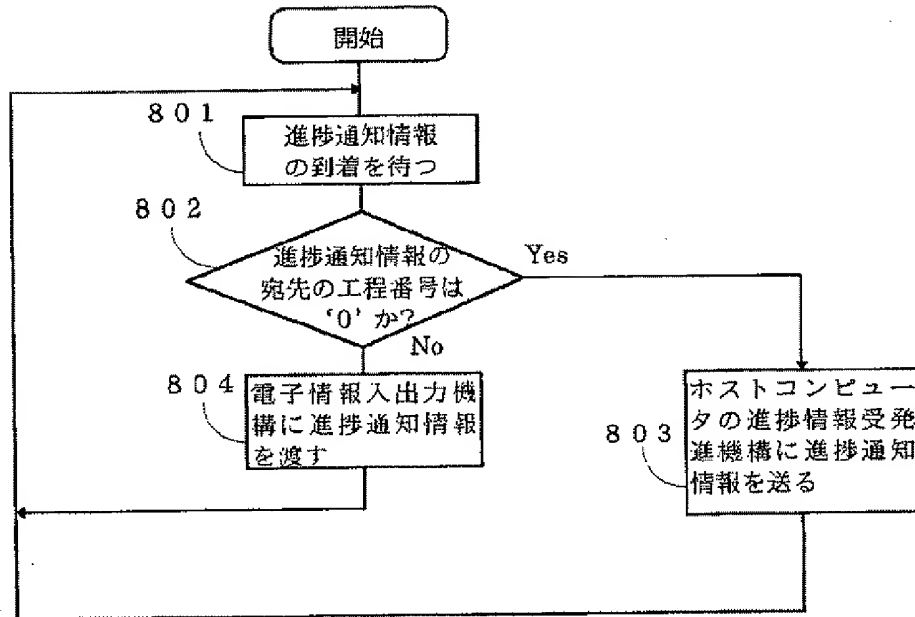 開始
801
進捗通知情報
の到着を待つ
802
進捗通知情報の
宛先の工程番号は
‘0’か?
Yes
No
804
電子情報入出力機
構に進捗通知情報
を渡す
803
ホストコンピュー
タの進捗情報受発
進機構に進捗通知
情報を送る